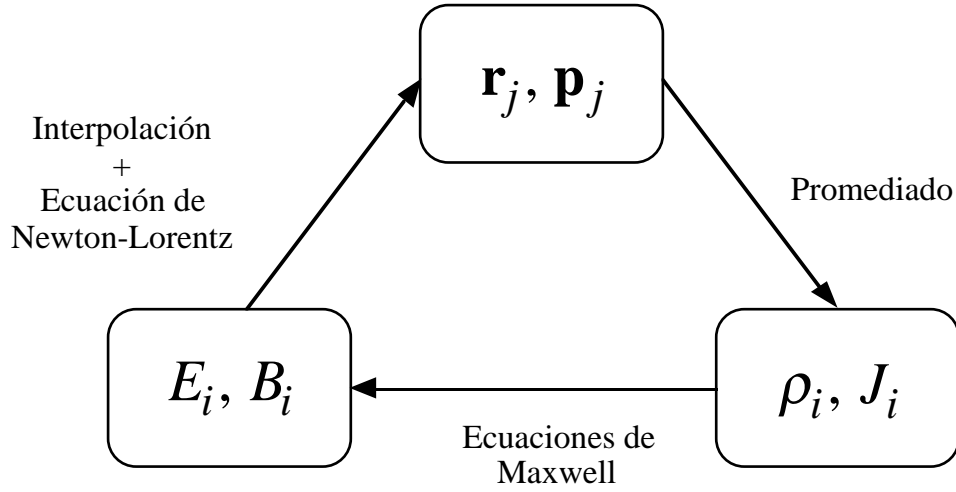 r_j, p_j
Interpolación
+
Ecuación de
Newton-Lorentz
Promediado
E_i, B_i
ρ_i, J_i
Ecuaciones de
Maxwell